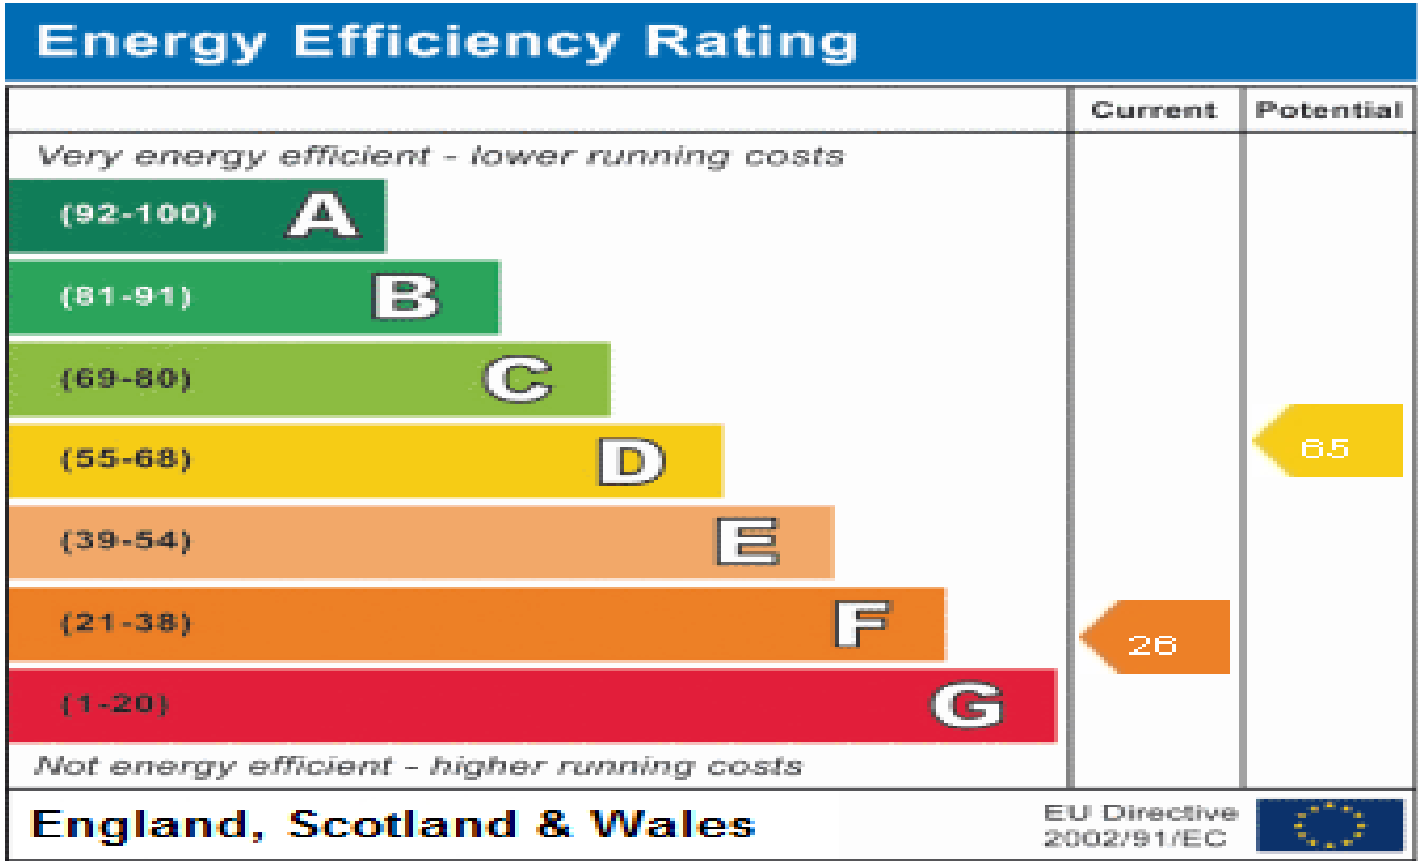 Energy Efficiency Rating
Current Potential
Very energy efficient - lower running costs
(92-100) A
(81-91) B
(69-80) C
(55-68) D
65
(39-54) E
(21-38) F
26
(1-20) G
Not energy efficient - higher running costs
England, Scotland & Wales
EU Directive
2002/91/EC